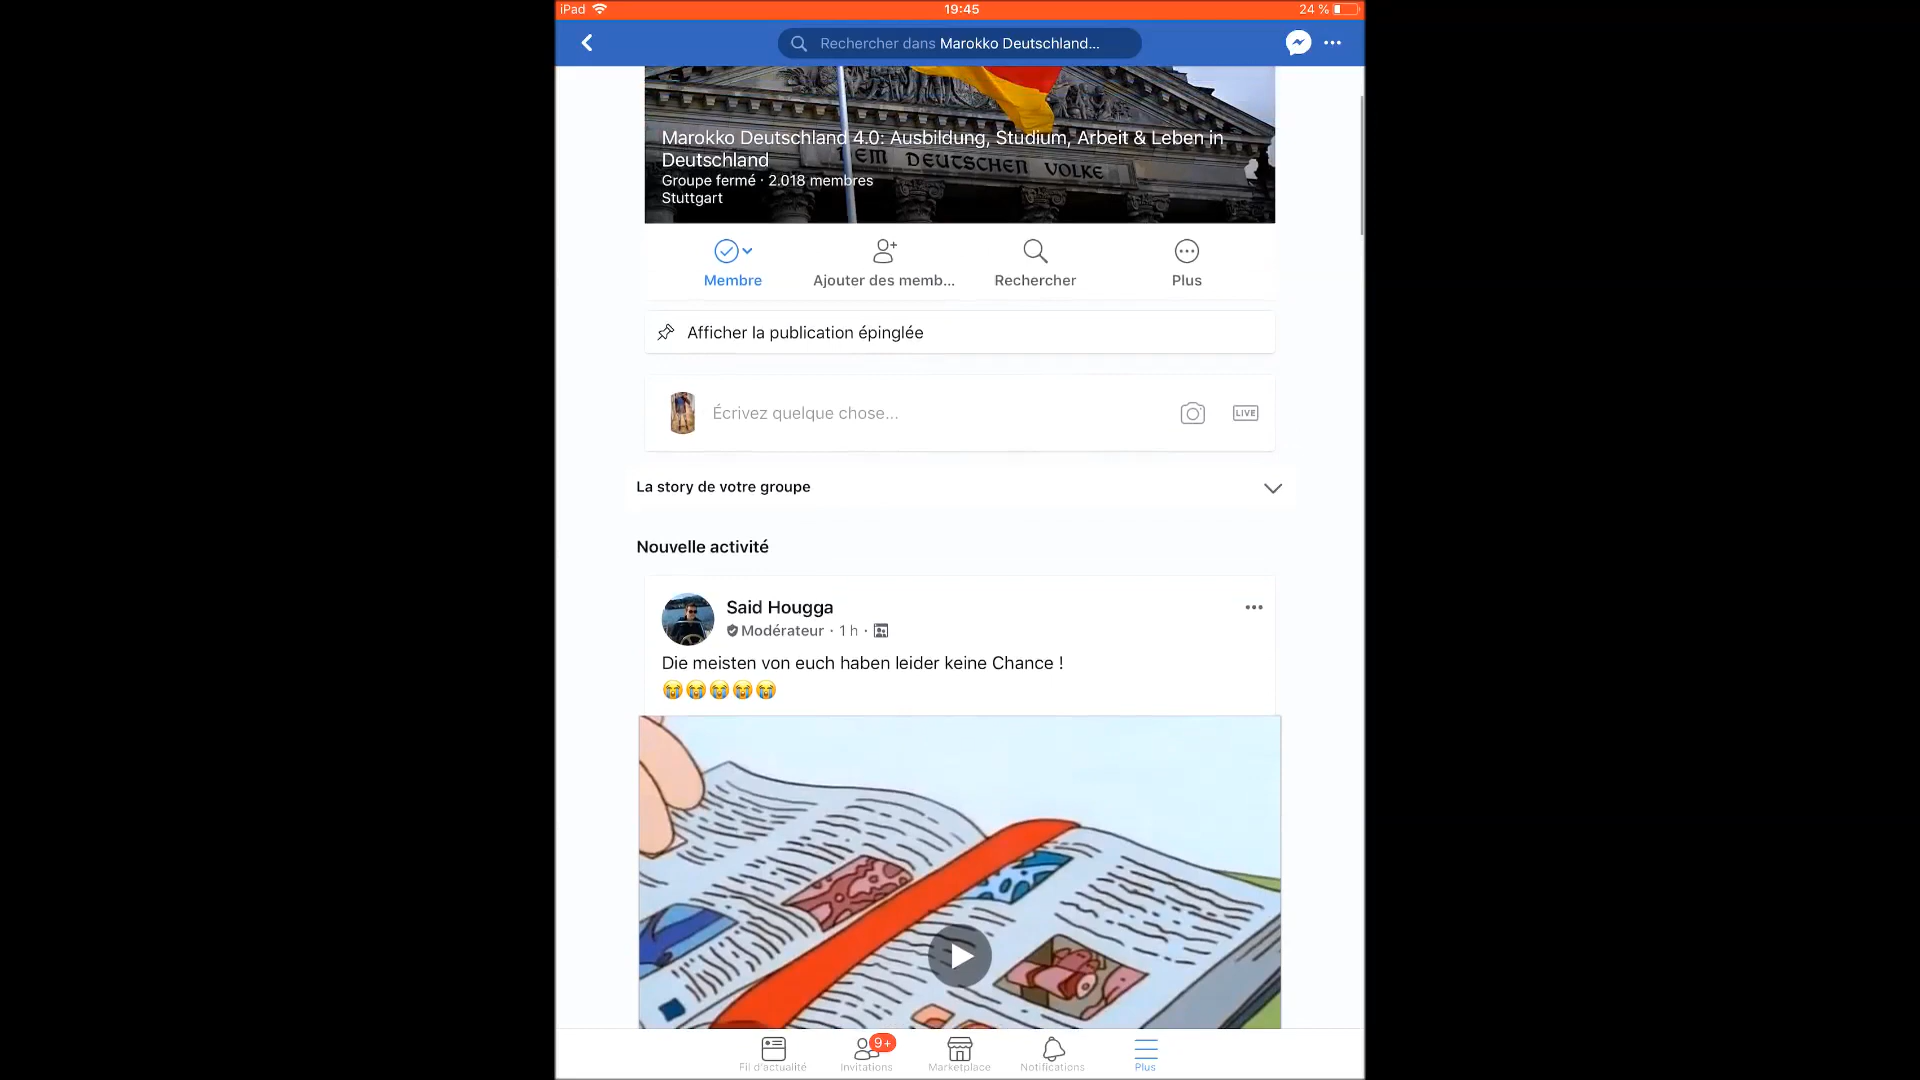 iPad 19:45 24 %
Rechercher dans Marokko Deutschland...
DEM DEUTSCHEN VOLKE
Marokko Deutschland 4.0: Ausbildung, Studium, Arbeit & Leben in
Deutschland
Groupe fermé · 2.018 membres
Stuttgart
Membre Ajouter des memb... Rechercher Plus
Afficher la publication épinglée
Écrivez quelque chose... LIVE
La story de votre groupe
Nouvelle activité
Said Hougga
Modérateur · 1 h ·
Die meisten von euch haben leider keine Chance !
😭😭😭😭😭
9+
Fil d'actualité Invitations Marketplace Notifications Plus